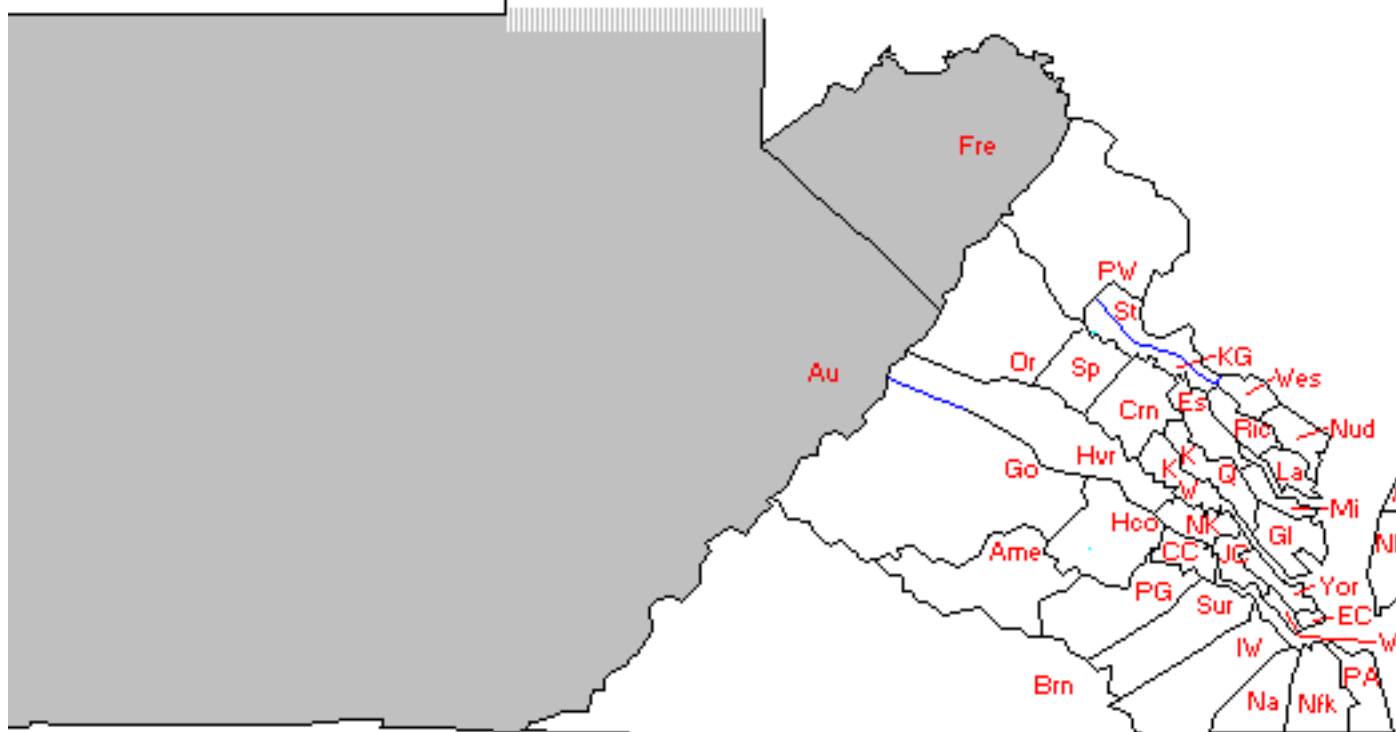 Fre
PW
St
Au
Or
Sp
KG
Wes
Crn
Es
Ric
Nud
Hvr
K
K
W
Q
La
Go
Mi
Hco
NK
Gl
Ame
CC
JC
Yor
PG
Sur
EC
IW
W
Brn
Na
Nfk
PA